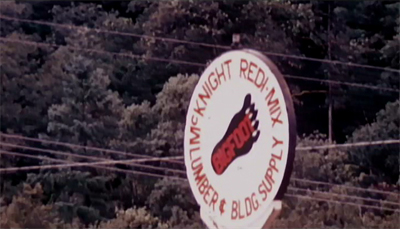 McKNIGHT REDI-MIX
LUMBER & BLDG. SUPPLY
BIGFOOT